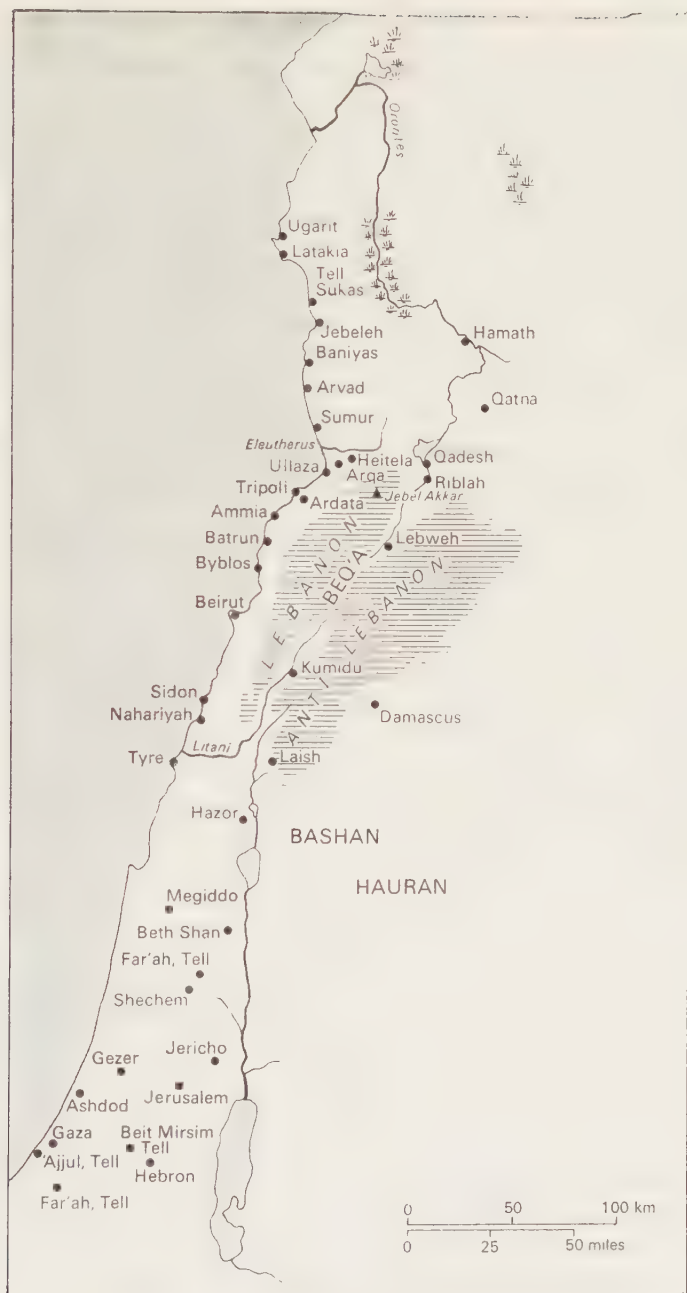 Orontes
Ugarit
Latakia
Tell
Sukas
Jebeleh
Hamath
Baniyas
Arvad
Qatna
Sumur
Eleutherus
Heitela
Qadesh
Ullaza
Arqa
Riblah
Tripoli
Jebel Akkar
Ardata
Ammia
Batrun
Lebweh
Byblos
LEBANON
BEQ'A
ANTI LEBANON
Beirut
Kumidu
Sidon
Damascus
Nahariyah
Litani
Tyre
Laish
Hazor
BASHAN
HAURAN
Megiddo
Beth Shan
Far'ah, Tell
Shechem
Jericho
Gezer
Jerusalem
Ashdod
Gaza
Beit Mirsim
Tell
'Ajjul, Tell
Hebron
Far'ah, Tell
0 50 100 km
0 25 50 miles